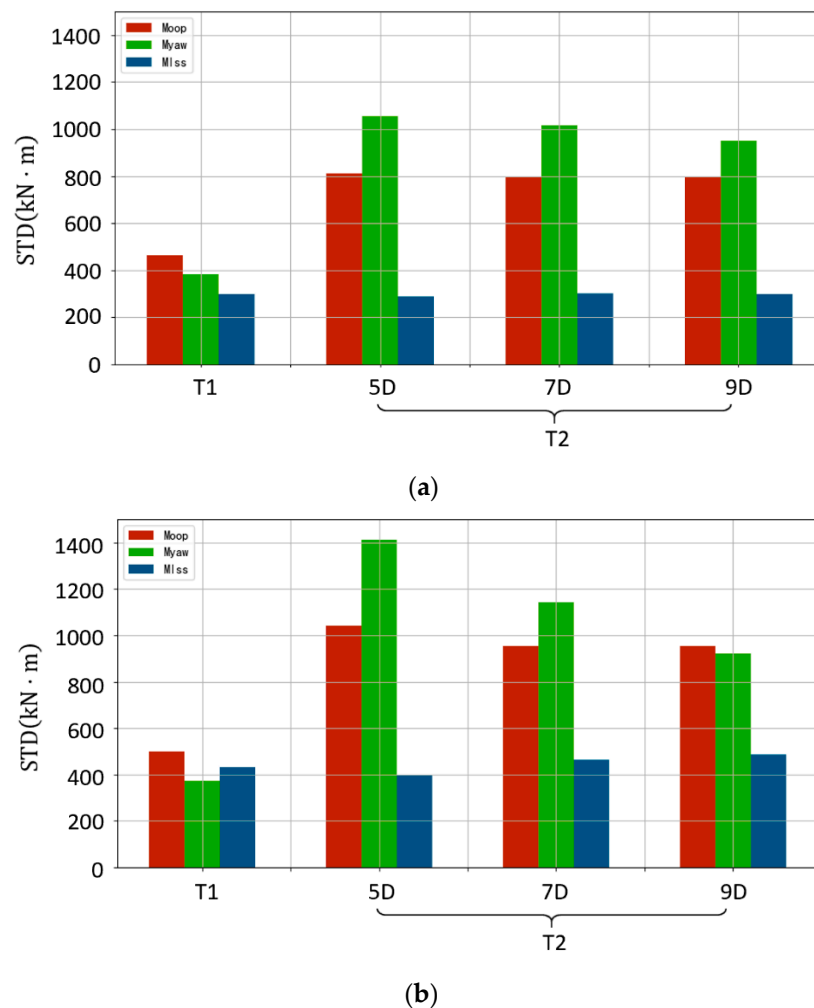 1400
1200
1000
800
600
400
200
0
STD(kN · m)
Moop
Myaw
Mlss
T1
5D
7D
9D
T2
(a)
1400
1200
1000
800
600
400
200
0
STD(kN · m)
Moop
Myaw
Mlss
T1
5D
7D
9D
T2
(b)